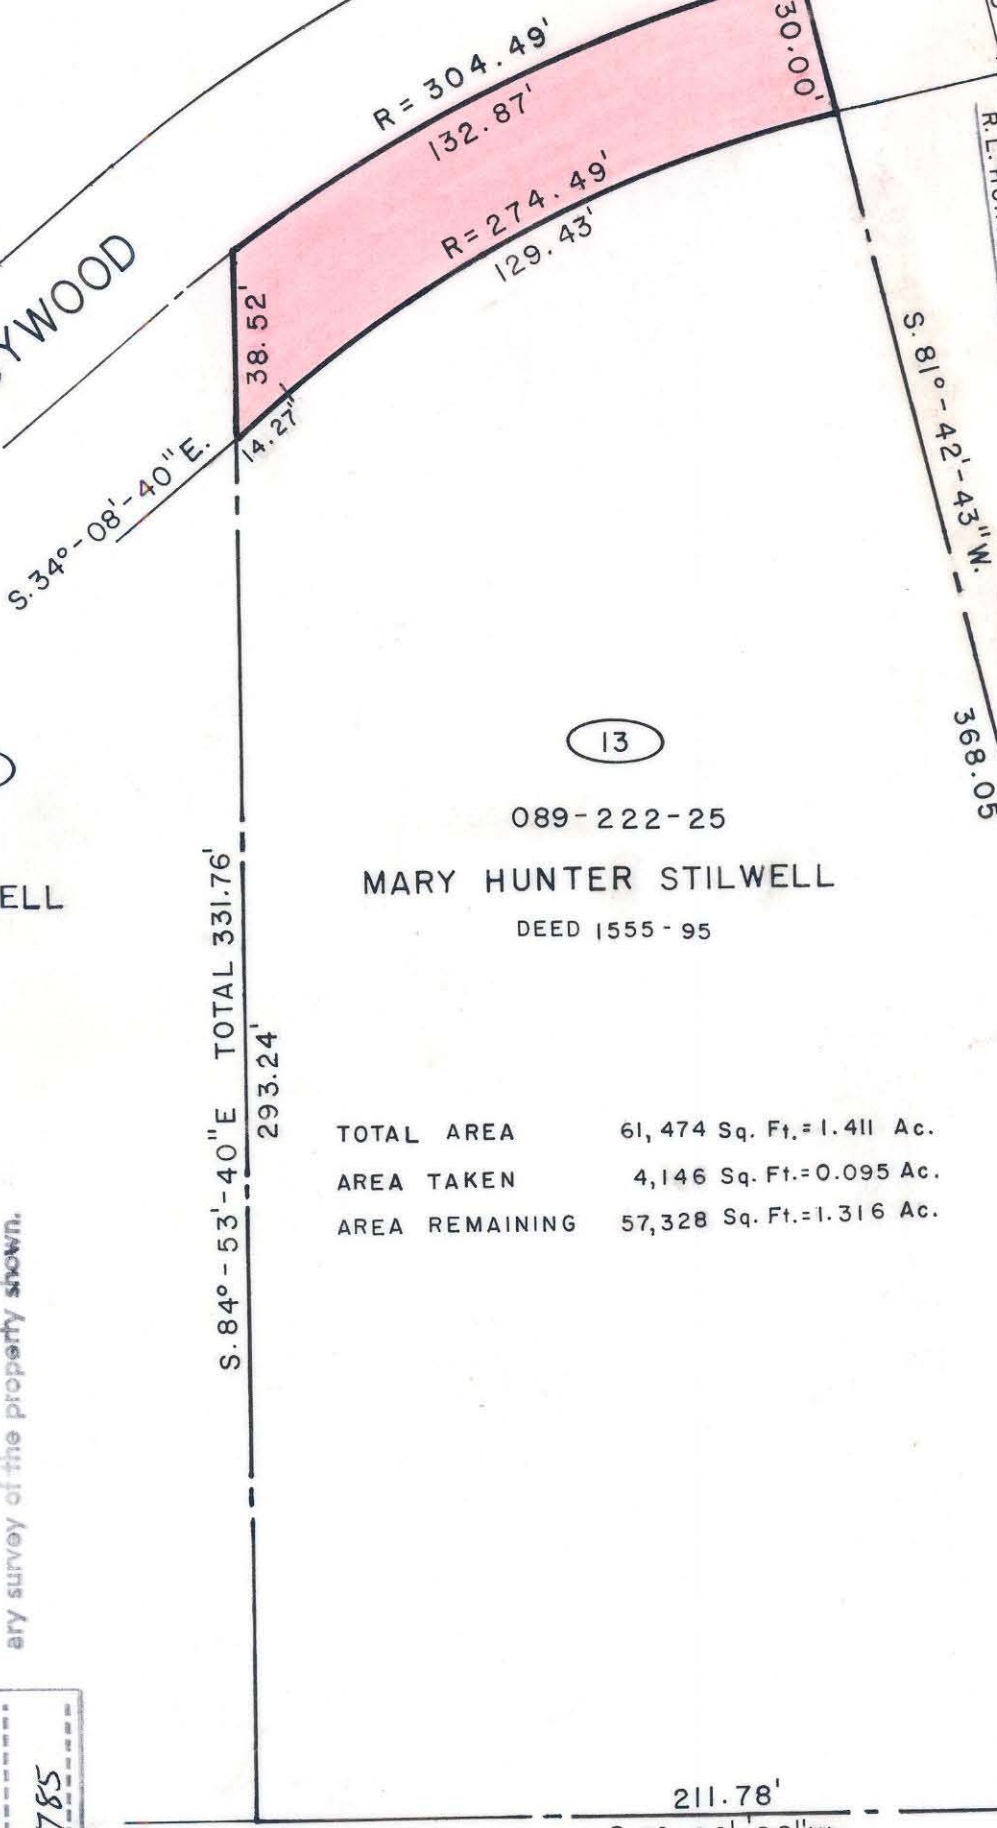 R = 304.49'
132.87'
30.00'
R = 274.49'
129.43'
YWOOD
38.52'
14.27'
S. 34°-08'-40" E.
S. 81°-42'-43" W.
368.05
13
089-222-25
MARY HUNTER STILWELL
DEED 1555-95
ELL
S. 84°-53'-40" E TOTAL 331.76'
293.24'
TOTAL AREA 61,474 Sq. Ft. = 1.411 Ac.
AREA TAKEN 4,146 Sq. Ft. = 0.095 Ac.
AREA REMAINING 57,328 Sq. Ft. = 1.316 Ac.
ary survey of the property shown.
785
211.78'